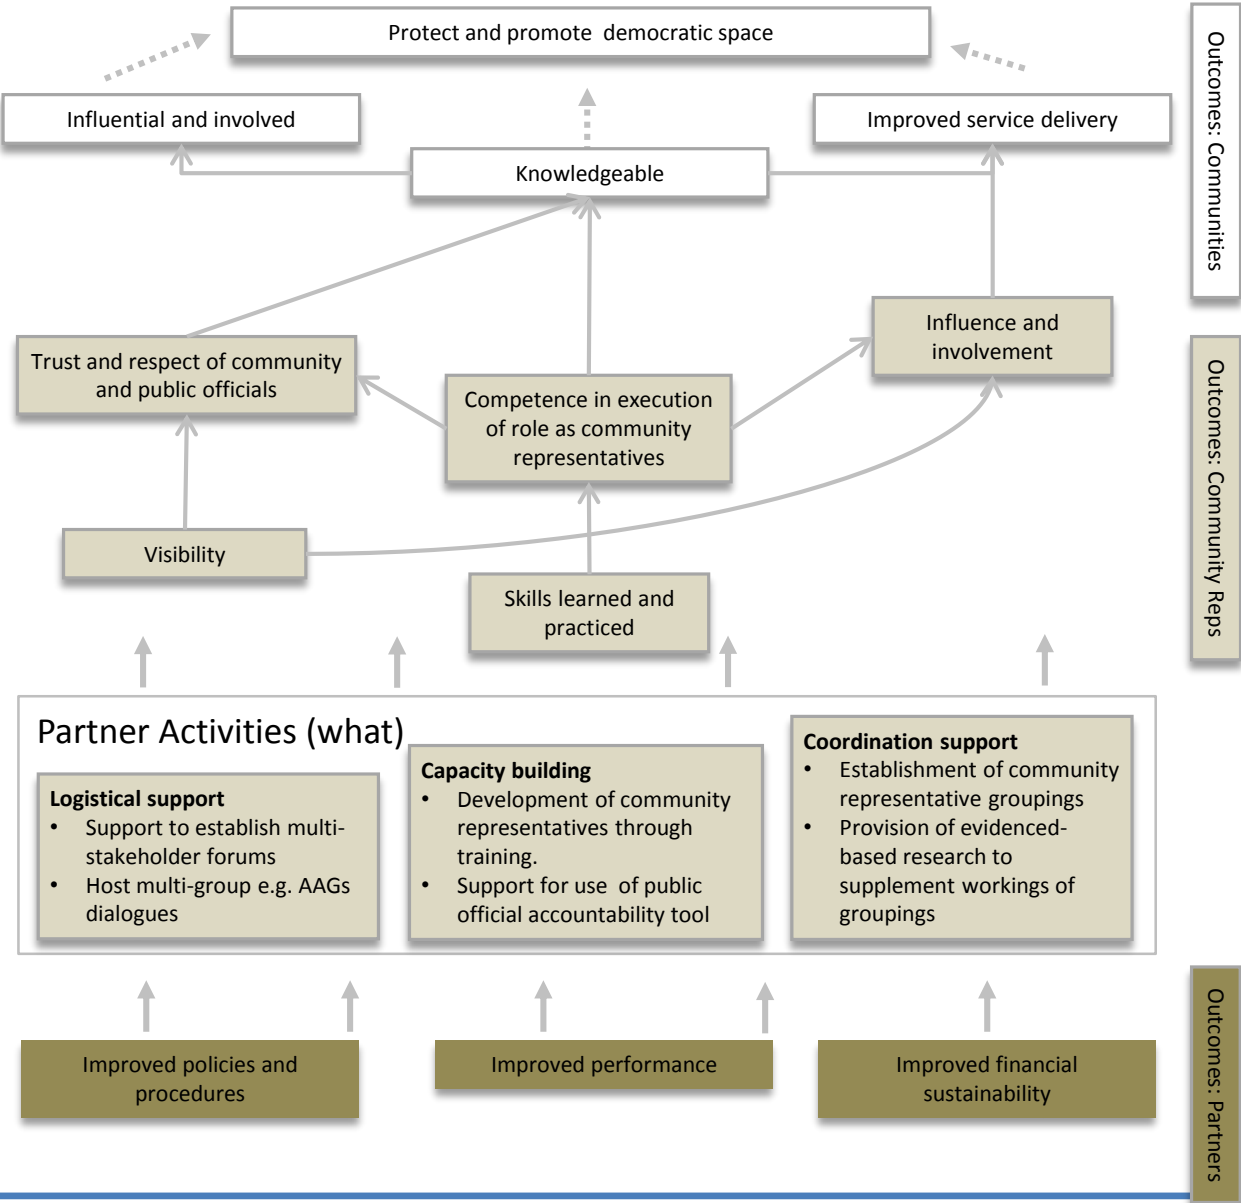 Protect and promote  democratic space
Influential and involved
Improved service delivery
Knowledgeable
Outcomes: Communities
Influence and
involvement
Trust and respect of community
and public officials
Competence in execution
of role as community
representatives
Visibility
Skills learned and
practiced
Outcomes: Community Reps
Partner Activities (what)
Logistical support
• Support to establish multi-
stakeholder forums
• Host multi-group e.g. AAGs
dialogues
Capacity building
• Development of community
representatives through
training.
• Support for use  of public
official accountability tool
Coordination support
• Establishment of community
representative groupings
• Provision of evidenced-
based research to
supplement workings of
groupings
Improved policies and
procedures
Improved performance
Improved financial
sustainability
Outcomes: Partners